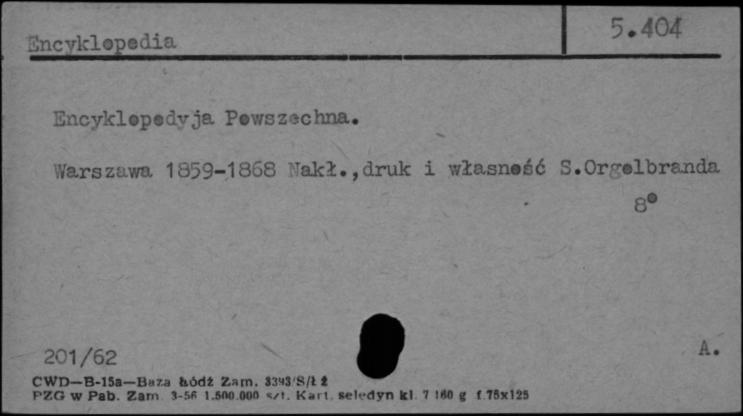 Encyklopedia 5.404
Encyklopedyja Powszechna.
Warszawa 1859-1868 Nakł.,druk i własność S.Orgelbranda
8°
201/62 A.
CWD—B-15a—Baza Łódź Zam. 3393/S/Ł Ż
PZG w Pab. Zam. 3-56 1.500.000 szt. Kart. seledyn kl. 7 160 g f.75x125